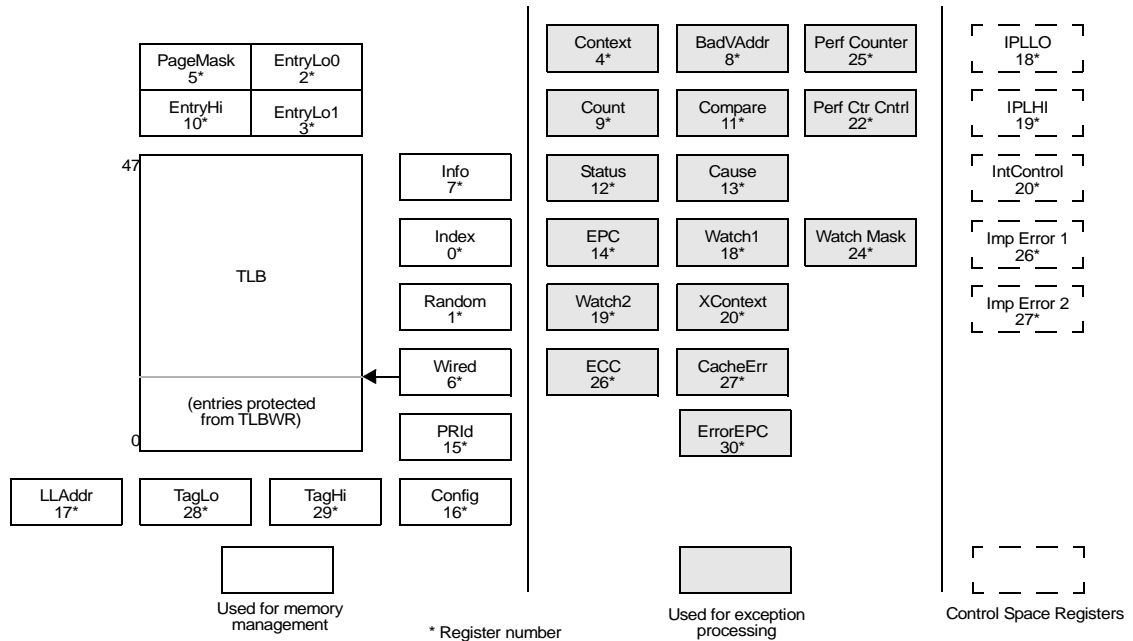 PageMask
5*
EntryLo0
2*
EntryHi
10*
EntryLo1
3*
47
TLB
(entries protected
from TLBWR)
0
Info
7*
Index
0*
Random
1*
Wired
6*
PRId
15*
LLAddr
17*
TagLo
28*
TagHi
29*
Config
16*
Used for memory
management
* Register number
Context
4*
BadVAddr
8*
Perf Counter
25*
Count
9*
Compare
11*
Perf Ctr Cntrl
22*
Status
12*
Cause
13*
EPC
14*
Watch1
18*
Watch Mask
24*
Watch2
19*
XContext
20*
ECC
26*
CacheErr
27*
ErrorEPC
30*
Used for exception
processing
IPLLO
18*
IPLHI
19*
IntControl
20*
Imp Error 1
26*
Imp Error 2
27*
Control Space Registers